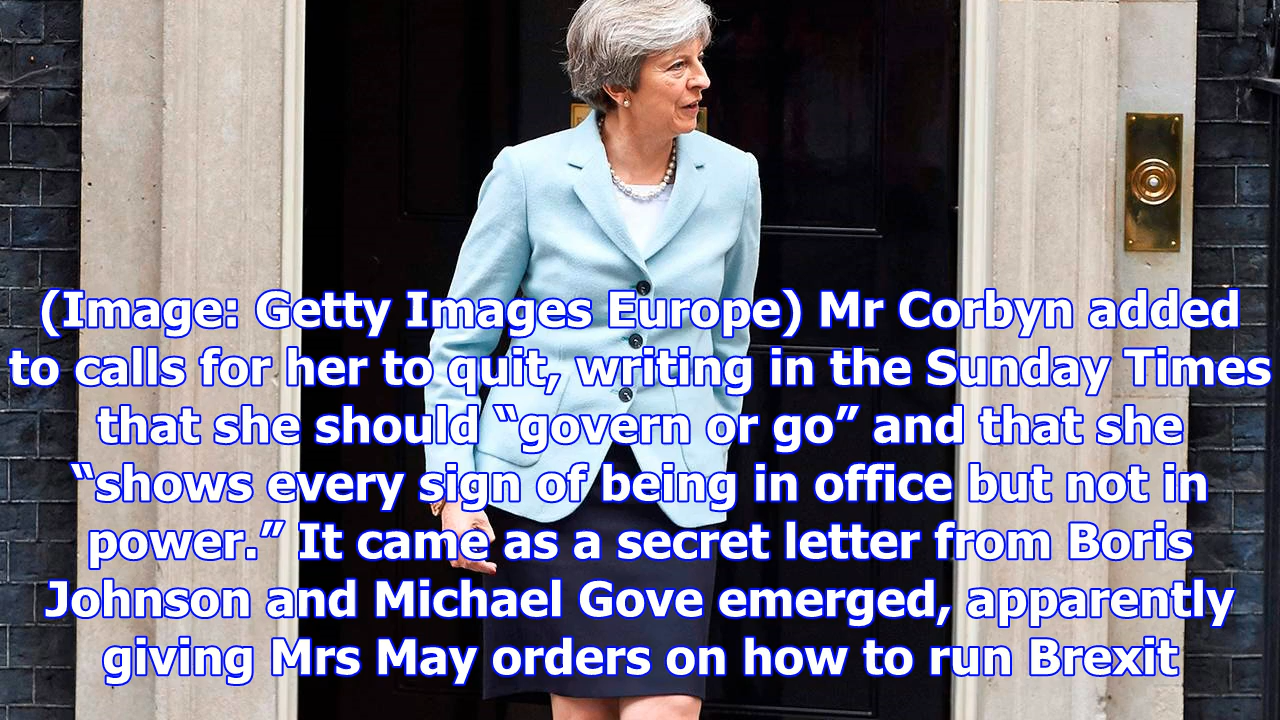 (Image: Getty Images Europe) Mr Corbyn added
to calls for her to quit, writing in the Sunday Times
that she should “govern or go” and that she
“shows every sign of being in office but not in
power.” It came as a secret letter from Boris
Johnson and Michael Gove emerged, apparently
giving Mrs May orders on how to run Brexit